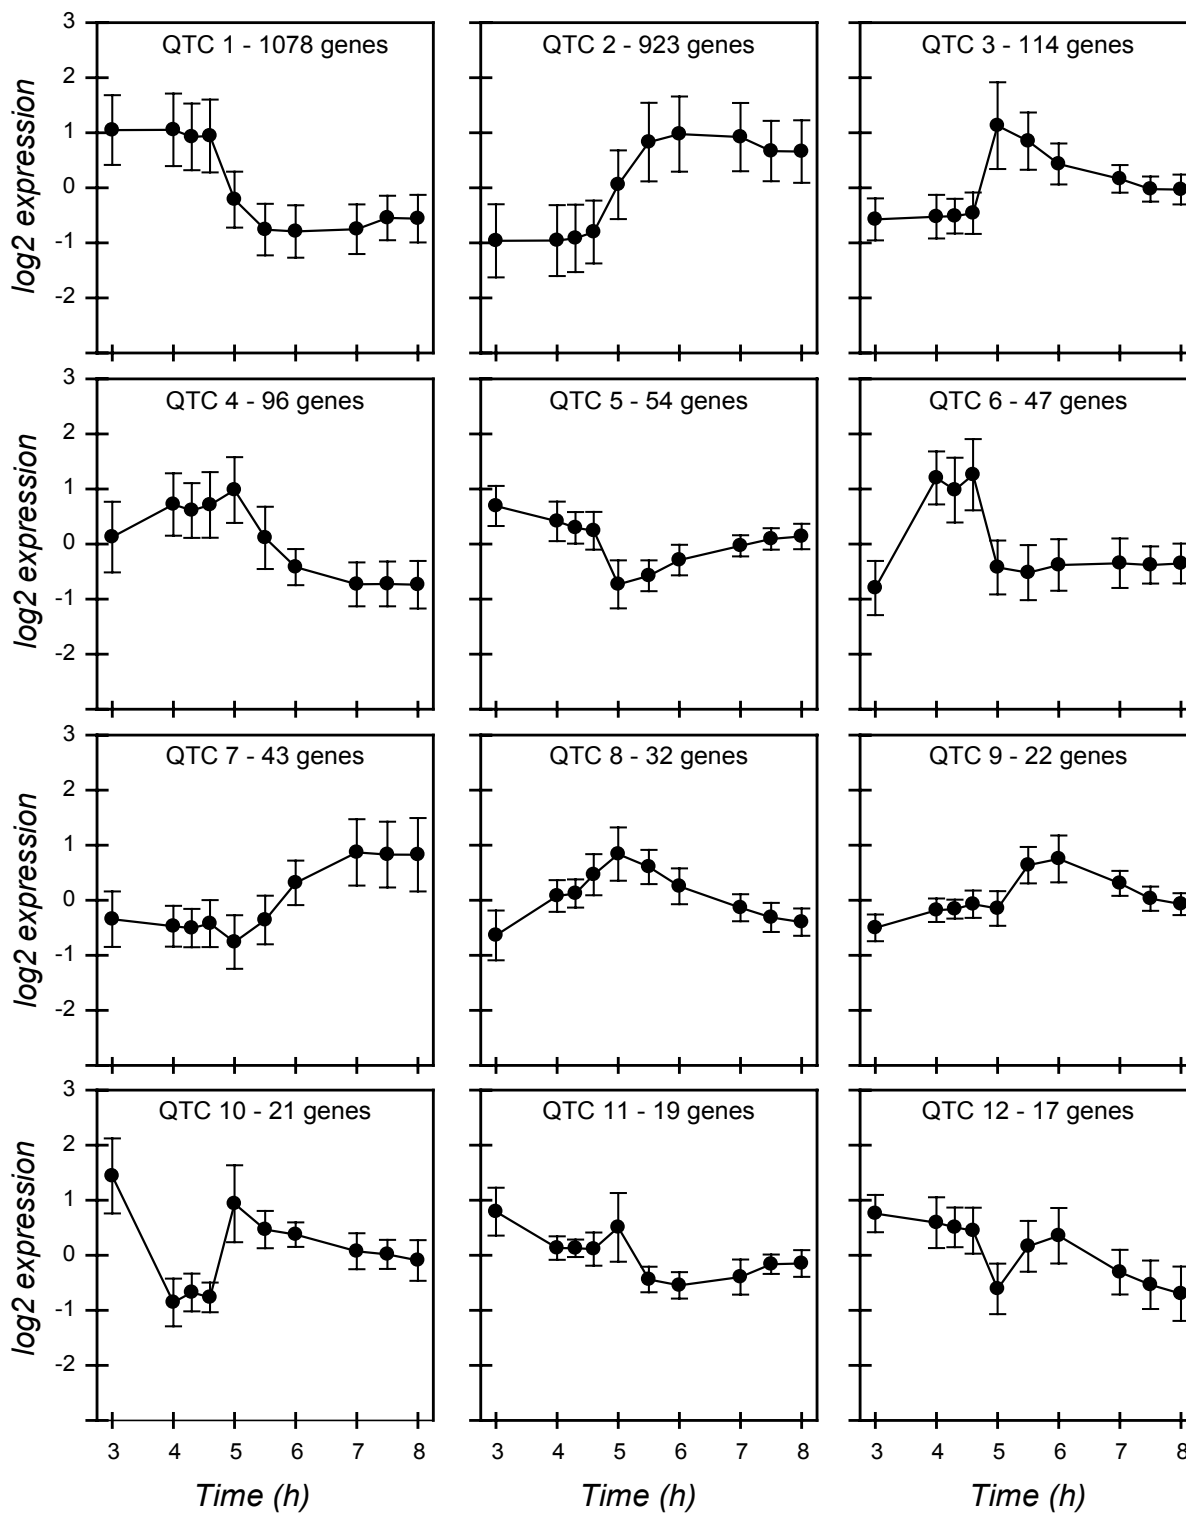 QTC 1 - 1078 genes
QTC 2 - 923 genes
QTC 3 - 114 genes
3
2
1
0
-1
-2
log2 expression
QTC 4 - 96 genes
QTC 5 - 54 genes
QTC 6 - 47 genes
3
2
1
0
-1
-2
log2 expression
QTC 7 - 43 genes
QTC 8 - 32 genes
QTC 9 - 22 genes
3
2
1
0
-1
-2
log2 expression
QTC 10 - 21 genes
QTC 11 - 19 genes
QTC 12 - 17 genes
3
2
1
0
-1
-2
log2 expression
3 4 5 6 7 8
3 4 5 6 7 8
3 4 5 6 7 8
Time (h)
Time (h)
Time (h)